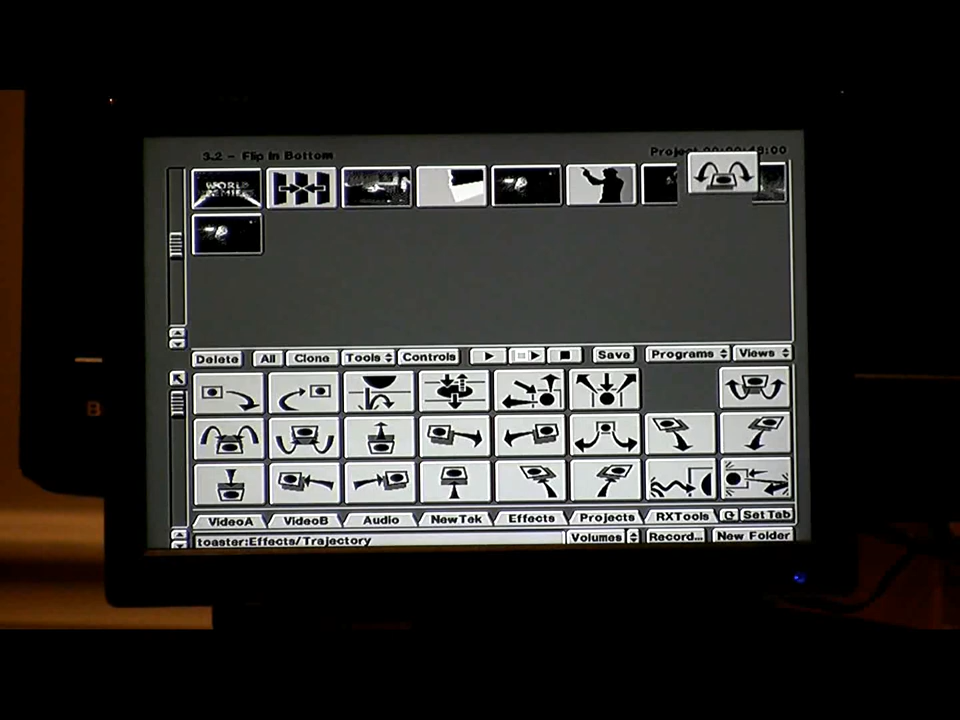 3.2 - Flip In Bottom
Project 00:00:48:00
WORLD
Delete All Clone Tools Controls Save Programs Views
VideoA VideoB Audio NewTek Effects Projects RXTools Set Tab
toaster:Effects/Trajectory Volumes Record... New Folder
B